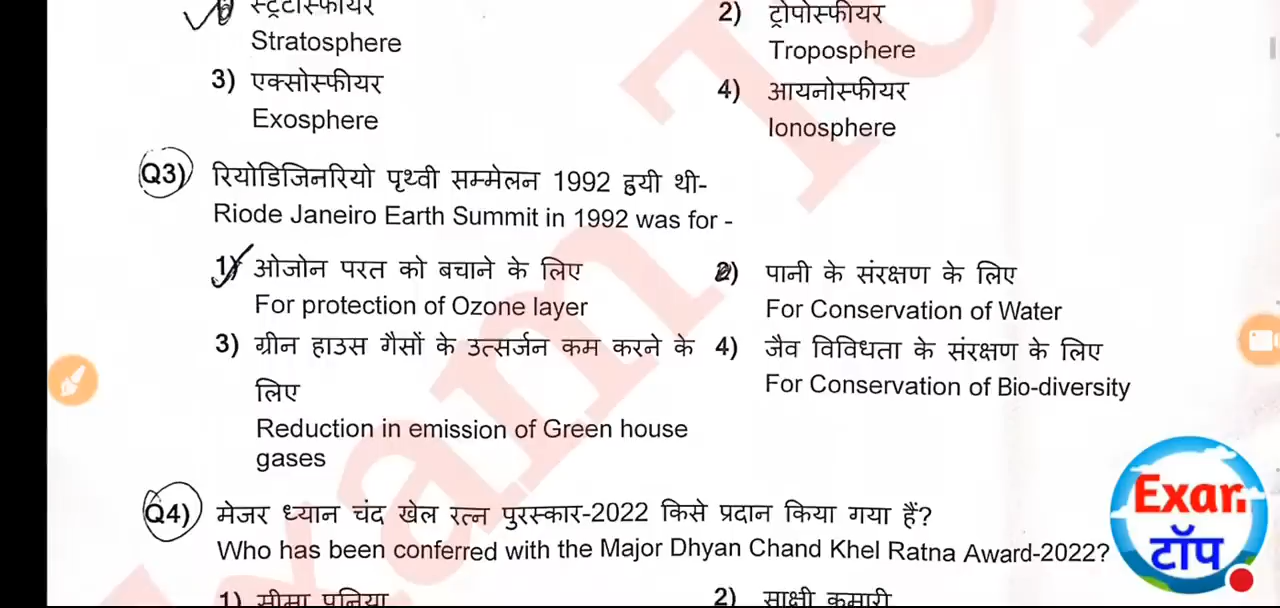 स्ट्रेटोस्फीयर
2) ट्रोपोस्फीयर
Stratosphere
Troposphere
3) एक्सोस्फीयर
4) आयनोस्फीयर
Exosphere
Ionosphere
Q3) रियोडिजिनरियो पृथ्वी सम्मेलन 1992 हुयी थी-
Riode Janeiro Earth Summit in 1992 was for -
1) ओजोन परत को बचाने के लिए
2) पानी के संरक्षण के लिए
For protection of Ozone layer
For Conservation of Water
3) ग्रीन हाउस गैसों के उत्सर्जन कम करने के
4) जैव विविधता के संरक्षण के लिए
लिए
For Conservation of Bio-diversity
Reduction in emission of Green house
gases
Q4) मेजर ध्यान चंद खेल रत्न पुरस्कार-2022 किसे प्रदान किया गया हैं?
Who has been conferred with the Major Dhyan Chand Khel Ratna Award-2022?
1) सीमा पुनिया
2) साक्षी कुमारी
Exam
टॉप